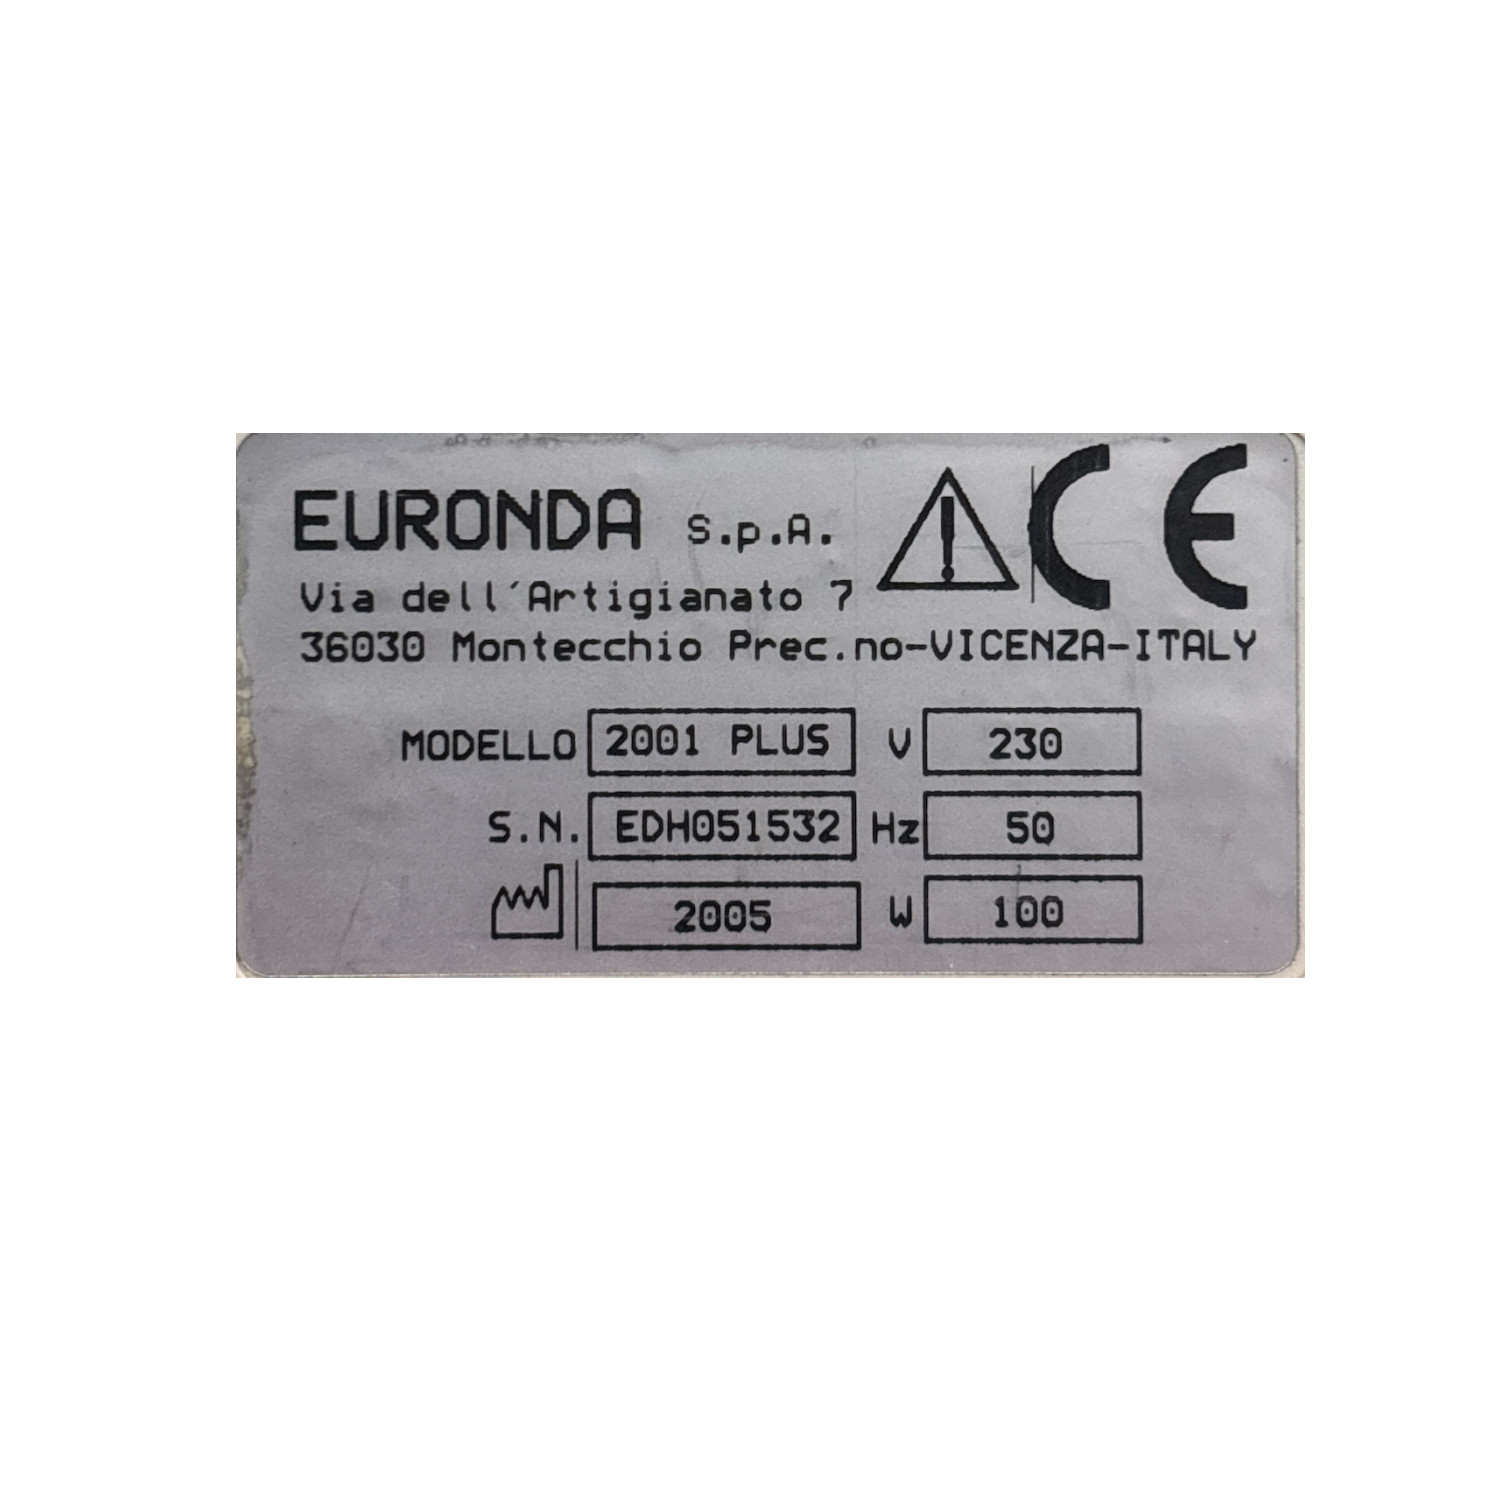 EURONDA S.p.A.
Via dell'Artigianato 7
36030 Montecchio Prec.no-VICENZA-ITALY
MODELLO 2001 PLUS V 230
S.N. EDH051532 Hz 50
2005 W 100